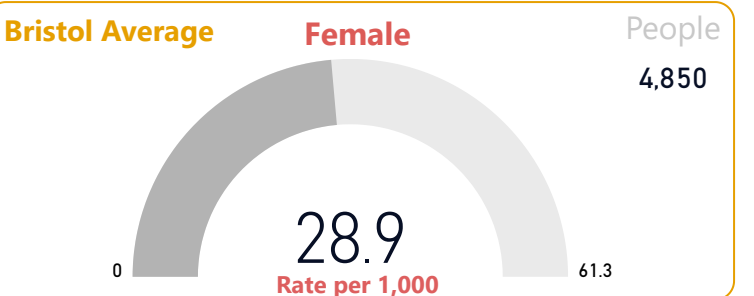 Bristol Average
Female
People
4,850
28.9
0
61.3
Rate per 1,000